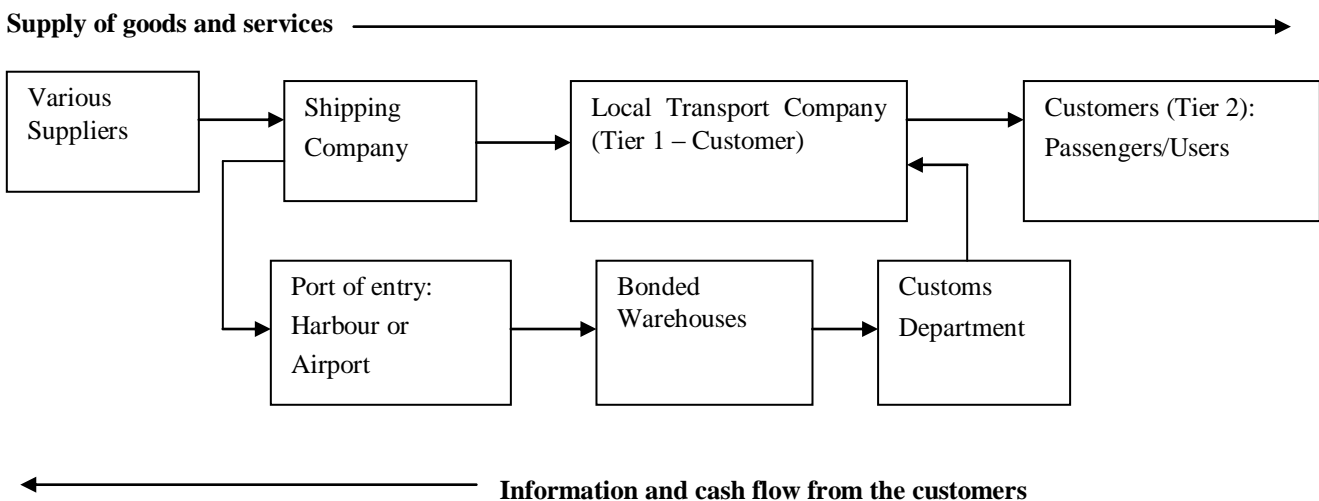 Supply of goods and services
Various
Suppliers
Shipping
Company
Local Transport Company
(Tier 1 – Customer)
Customers (Tier 2):
Passengers/Users
Port of entry:
Harbour or
Airport
Bonded
Warehouses
Customs
Department
Information and cash flow from the customers